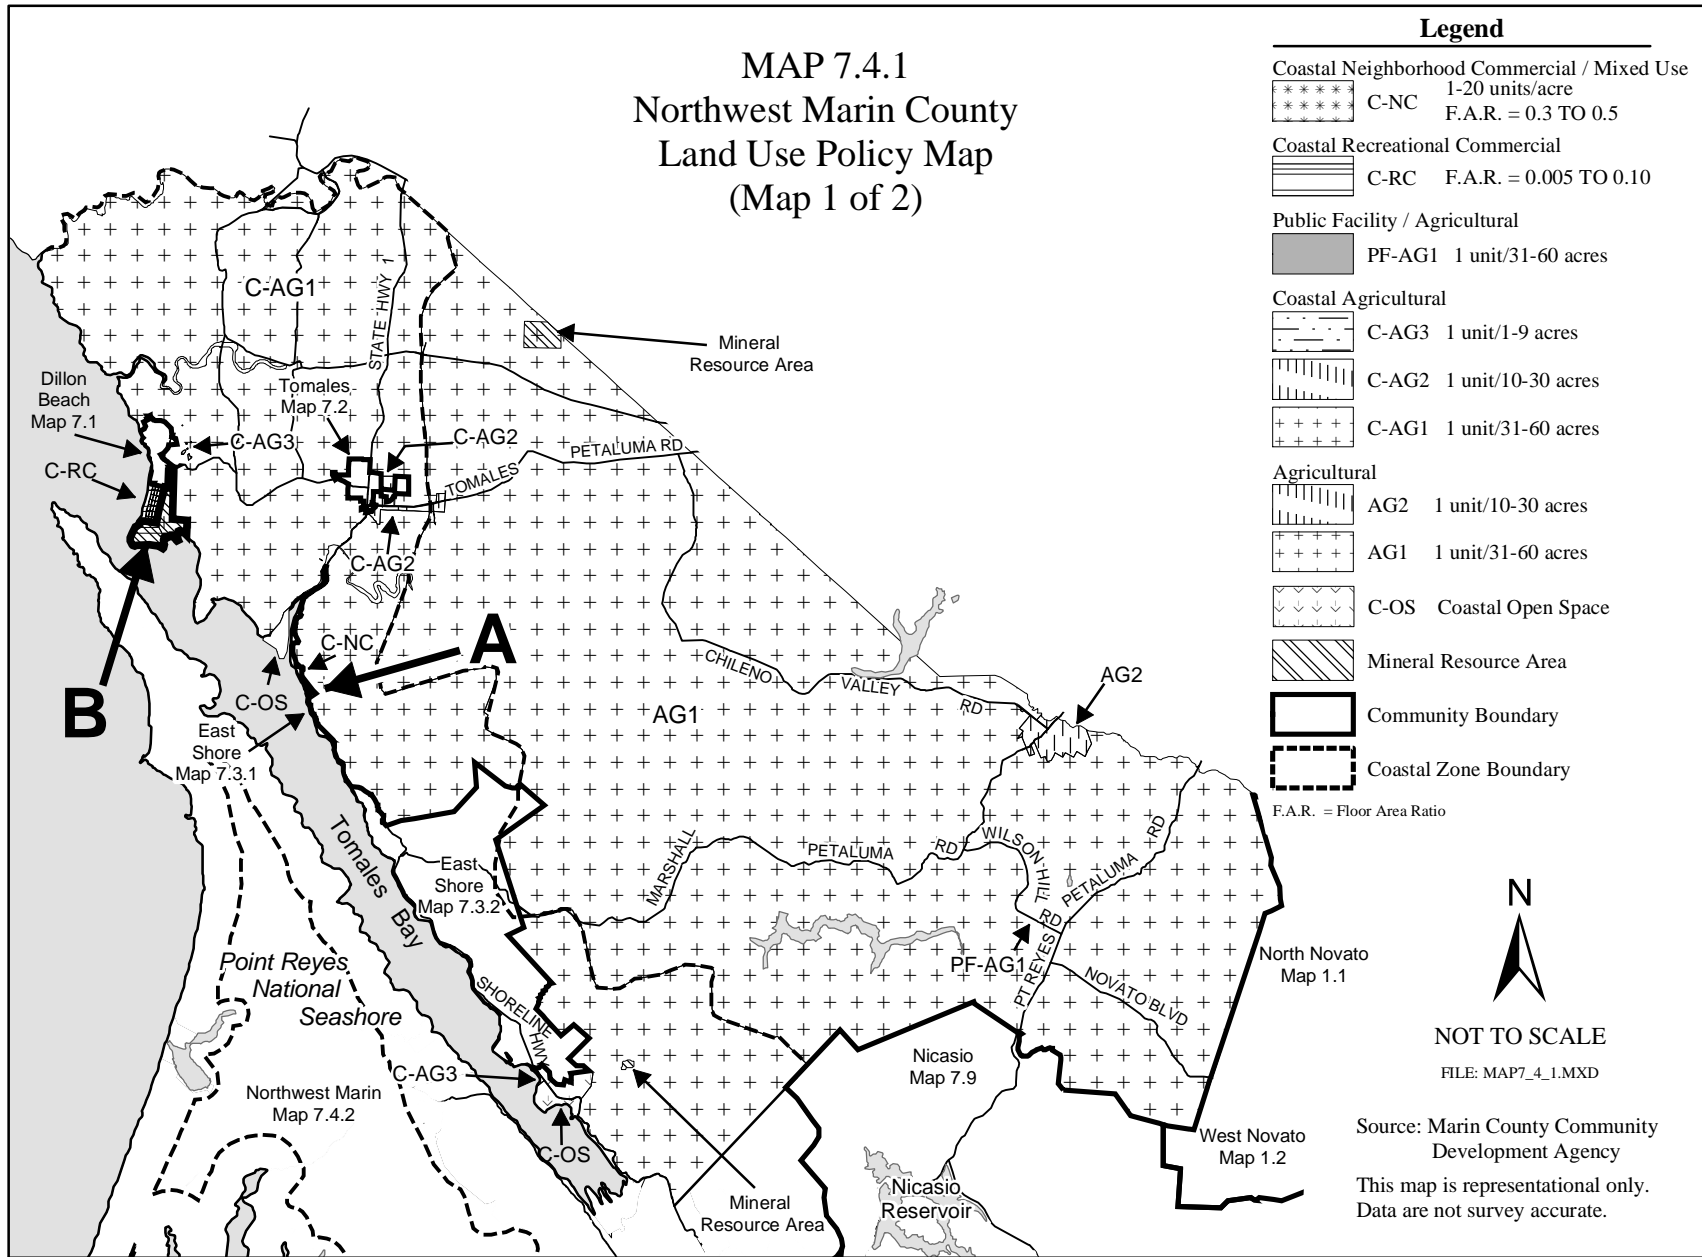 MAP 7.4.1
Northwest Marin County
Land Use Policy Map
(Map 1 of 2)
Legend
Coastal Neighborhood Commercial / Mixed Use
C-NC
1-20 units/acre
F.A.R. = 0.3 TO 0.5
Coastal Recreational Commercial
C-RC F.A.R. = 0.005 TO 0.10
Public Facility / Agricultural
PF-AG1 1 unit/31-60 acres
Coastal Agricultural
C-AG3 1 unit/1-9 acres
C-AG2 1 unit/10-30 acres
C-AG1 1 unit/31-60 acres
Agricultural
AG2 1 unit/10-30 acres
AG1 1 unit/31-60 acres
C-OS Coastal Open Space
Mineral Resource Area
Community Boundary
Coastal Zone Boundary
F.A.R. = Floor Area Ratio
C-AG1
STATE HWY 1
Mineral
Resource Area
Dillon
Beach
Map 7.1
Tomales
Map 7.2
C-AG3
C-AG2
C-RC
TOMALES
PETALUMA RD
C-AG2
C-NC
A
B
C-OS
East
Shore
Map 7.3.1
CHILENO
VALLEY
RD
AG2
AG1
Tomales Bay
East
Shore
Map 7.3.2
MARSHALL
PETALUMA
RD
WILSON HILL
RD
PETALUMA
RD
PT REYES
PF-AG1
NOVATO BLVD
North Novato
Map 1.1
Point Reyes
National
Seashore
SHORELINE
HWY
C-AG3
Northwest Marin
Map 7.4.2
C-OS
Mineral
Resource Area
Nicasio
Map 7.9
Nicasio
Reservoir
West Novato
Map 1.2
N
NOT TO SCALE
FILE: MAP7_4_1.MXD
Source: Marin County Community
Development Agency
This map is representational only.
Data are not survey accurate.